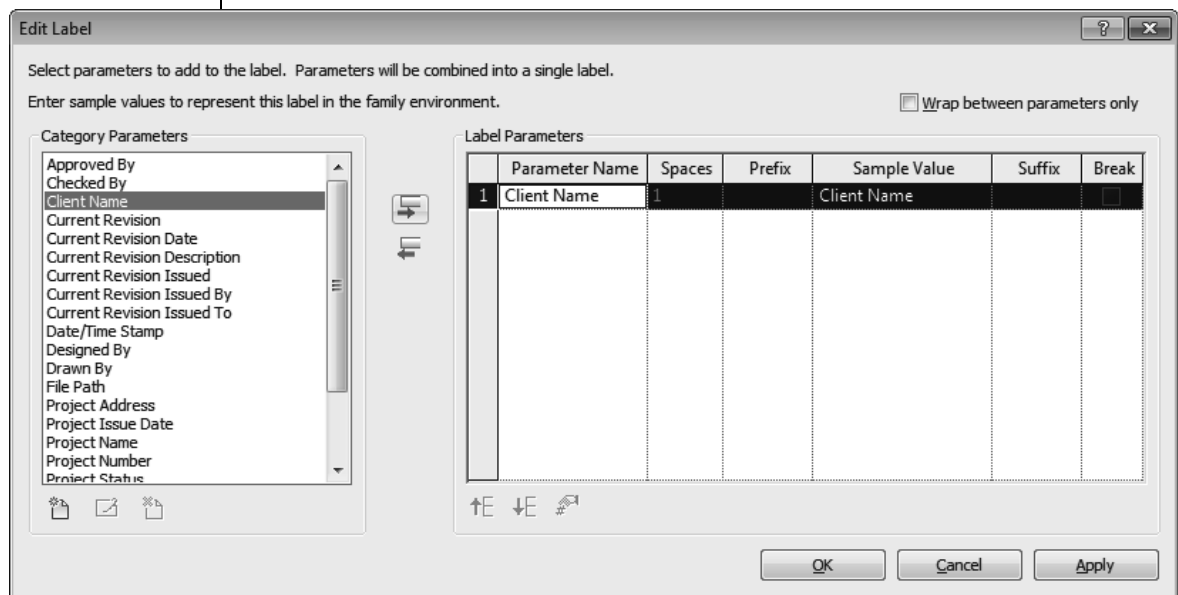 Edit Label
Select parameters to add to the label. Parameters will be combined into a single label.
Enter sample values to represent this label in the family environment.
Wrap between parameters only
Category Parameters
Approved By
Checked By
Client Name
Current Revision
Current Revision Date
Current Revision Description
Current Revision Issued
Current Revision Issued By
Current Revision Issued To
Date/Time Stamp
Designed By
Drawn By
File Path
Project Address
Project Issue Date
Project Name
Project Number
Project Status
Label Parameters
Parameter Name Spaces Prefix Sample Value Suffix Break
1 Client Name 1 Client Name
OK Cancel Apply